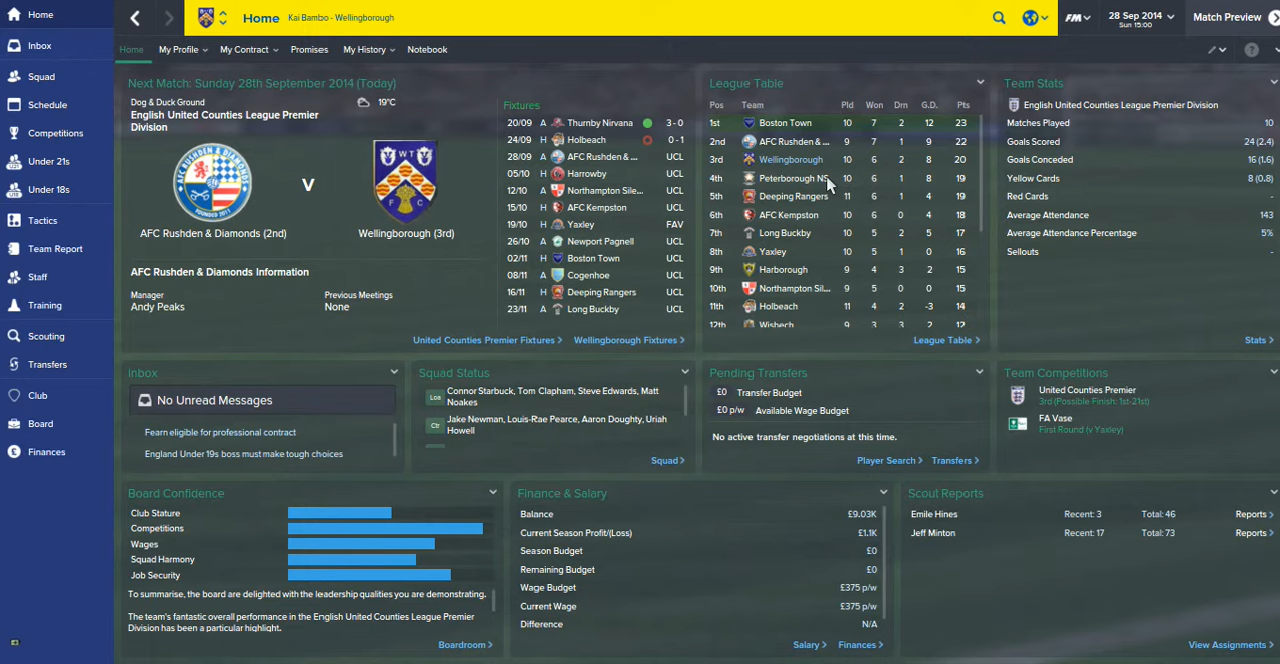 Home
Inbox
Squad
Schedule
Competitions
Under 21s
Under 18s
Tactics
Team Report
Staff
Training
Scouting
Transfers
Club
Board
Finances
Home Kai Bambo - Wellingborough
FM
28 Sep 2014
Sun 15:00
Match Preview
Home My Profile My Contract Promises My History Notebook
Next Match: Sunday 28th September 2014 (Today)
Dog & Duck Ground
English United Counties League Premier
Division
19°C
W T
F C
AFC Rushden & Diamonds (2nd) V Wellingborough (3rd)
AFC Rushden & Diamonds Information
Manager
Andy Peaks
Previous Meetings
None
Fixtures
20/09 A Thurnby Nirvana 3 - 0
24/09 H Holbeach 0 - 1
28/09 A AFC Rushden & ... UCL
05/10 H Harrowby UCL
12/10 A Northampton Sile... UCL
15/10 H AFC Kempston UCL
19/10 H Yaxley FAV
26/10 A Newport Pagnell UCL
02/11 H Boston Town UCL
08/11 A Cogenhoe UCL
16/11 H Deeping Rangers UCL
23/11 A Long Buckby UCL
United Counties Premier Fixtures > Wellingborough Fixtures >
League Table
Pos Team Pld Won Drn G.D. Pts
1st Boston Town 10 7 2 12 23
2nd AFC Rushden & ... 9 7 1 9 22
3rd Wellingborough 10 6 2 8 20
4th Peterborough NS 10 6 1 8 19
5th Deeping Rangers 11 6 1 4 19
6th AFC Kempston 10 6 0 4 18
7th Long Buckby 10 5 2 5 17
8th Yaxley 10 5 1 0 16
9th Harborough 9 4 3 2 15
10th Northampton Sil... 9 5 0 0 15
11th Holbeach 11 4 2 -3 14
12th Wisbech 9 3 3 2 12
League Table >
Team Stats
English United Counties League Premier Division
Matches Played 10
Goals Scored 24 (2.4)
Goals Conceded 16 (1.6)
Yellow Cards 8 (0.8)
Red Cards -
Average Attendance 143
Average Attendance Percentage 5%
Sellouts -
Stats >
Inbox
No Unread Messages
Fearn eligible for professional contract
England Under 19s boss must make tough choices
Squad Status
Loa Connor Starbuck, Tom Clapham, Steve Edwards, Matt
Noakes
Ctr Jake Newman, Louis-Rae Pearce, Aaron Doughty, Uriah
Howell
Squad >
Pending Transfers
£0 Transfer Budget
£0 p/w Available Wage Budget
No active transfer negotiations at this time.
Player Search > Transfers >
Team Competitions
United Counties Premier
3rd (Possible Finish: 1st-21st)
FA Vase
First Round (v Yaxley)
Board Confidence
Club Stature
Competitions
Wages
Squad Harmony
Job Security
To summarise, the board are delighted with the leadership qualities you are demonstrating.
The team's fantastic overall performance in the English United Counties League Premier
Division has been a particular highlight.
Boardroom >
Finance & Salary
Balance £9.03K
Current Season Profit/(Loss) £1.1K
Season Budget £0
Remaining Budget £0
Wage Budget £375 p/w
Current Wage £375 p/w
Difference N/A
Salary > Finances >
Scout Reports
Emile Hines Recent: 3 Total: 46 Reports >
Jeff Minton Recent: 17 Total: 73 Reports >
View Assignments >